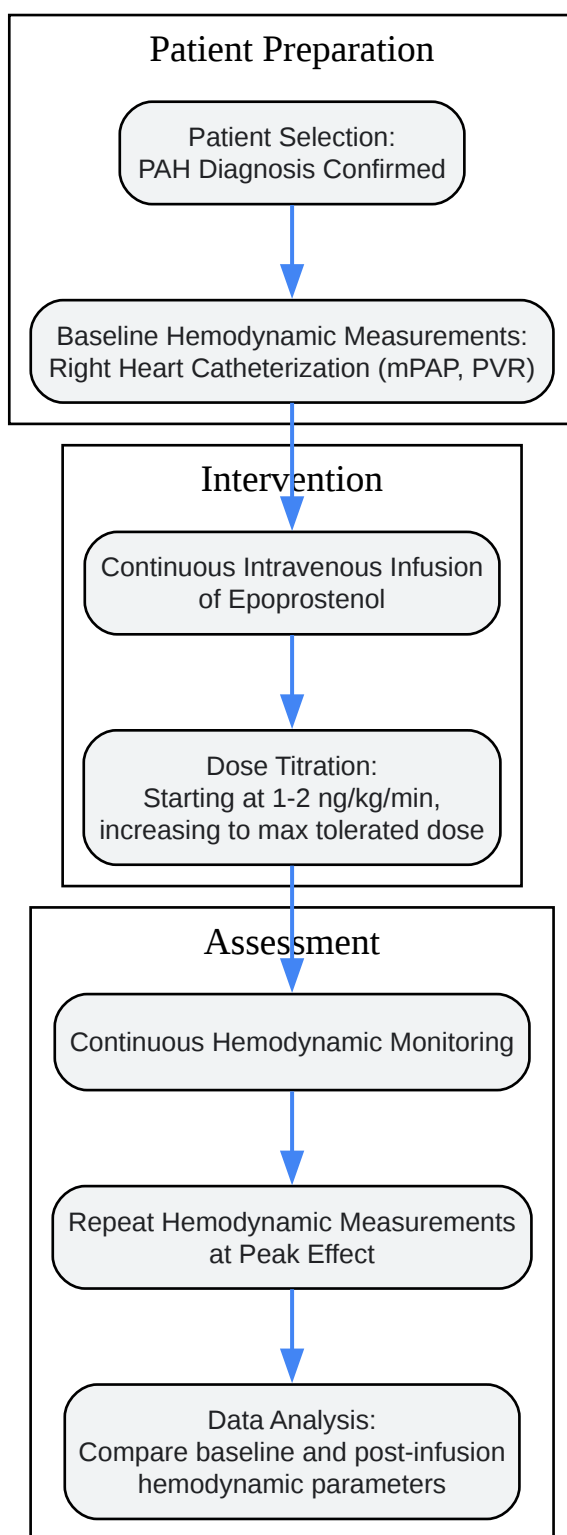 Patient Preparation
Patient Selection:
PAH Diagnosis Confirmed
Baseline Hemodynamic Measurements:
Right Heart Catheterization (mPAP, PVR)
Intervention
Continuous Intravenous Infusion
of Epoprostenol
Dose Titration:
Starting at 1-2 ng/kg/min,
increasing to max tolerated dose
Assessment
Continuous Hemodynamic Monitoring
Repeat Hemodynamic Measurements
at Peak Effect
Data Analysis:
Compare baseline and post-infusion
hemodynamic parameters